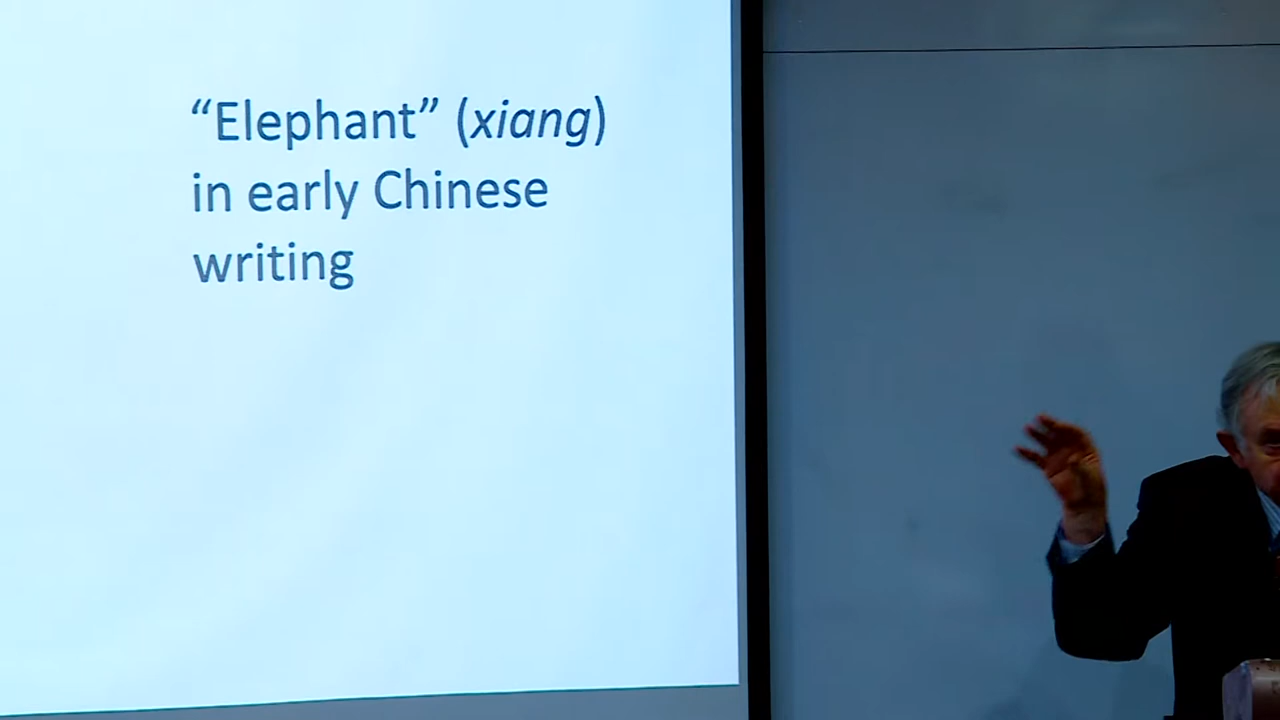 “Elephant” (xiang)
in early Chinese
writing